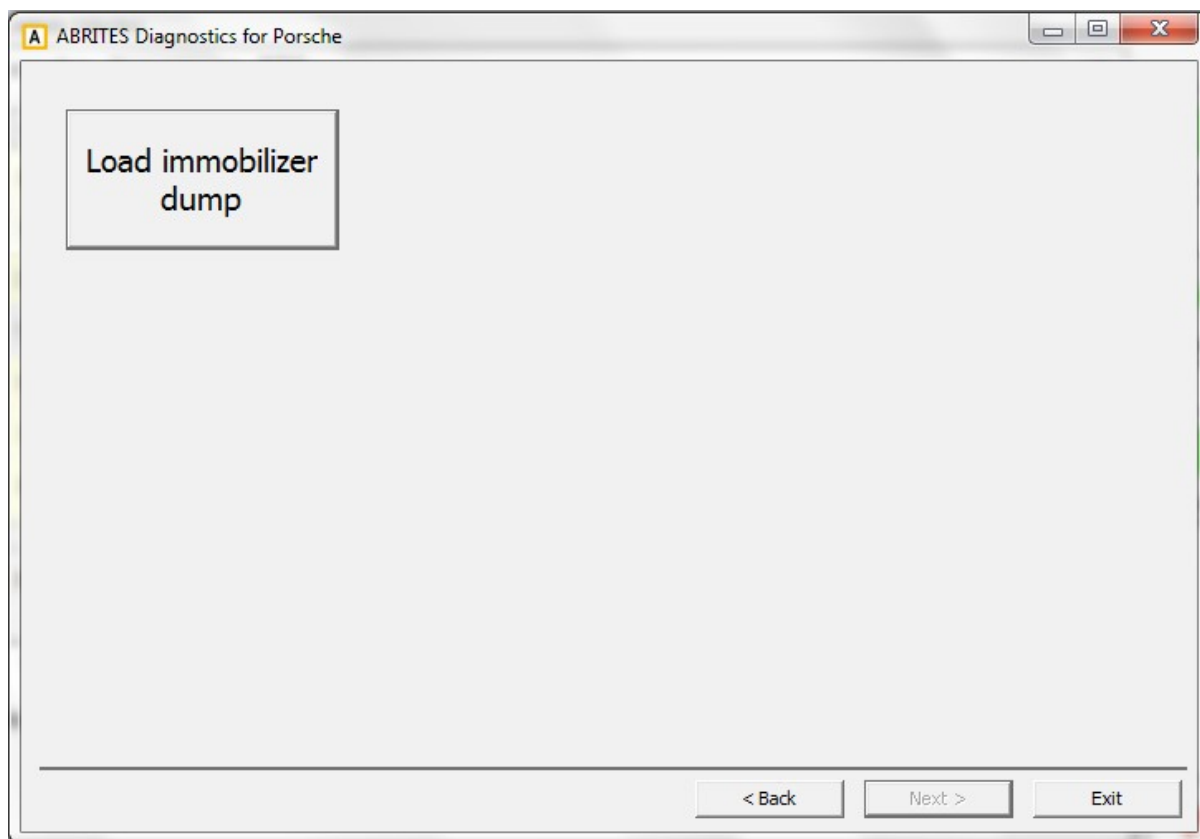 A ABRITES Diagnostics for Porsche
Load immobilizer
dump
< Back Next > Exit